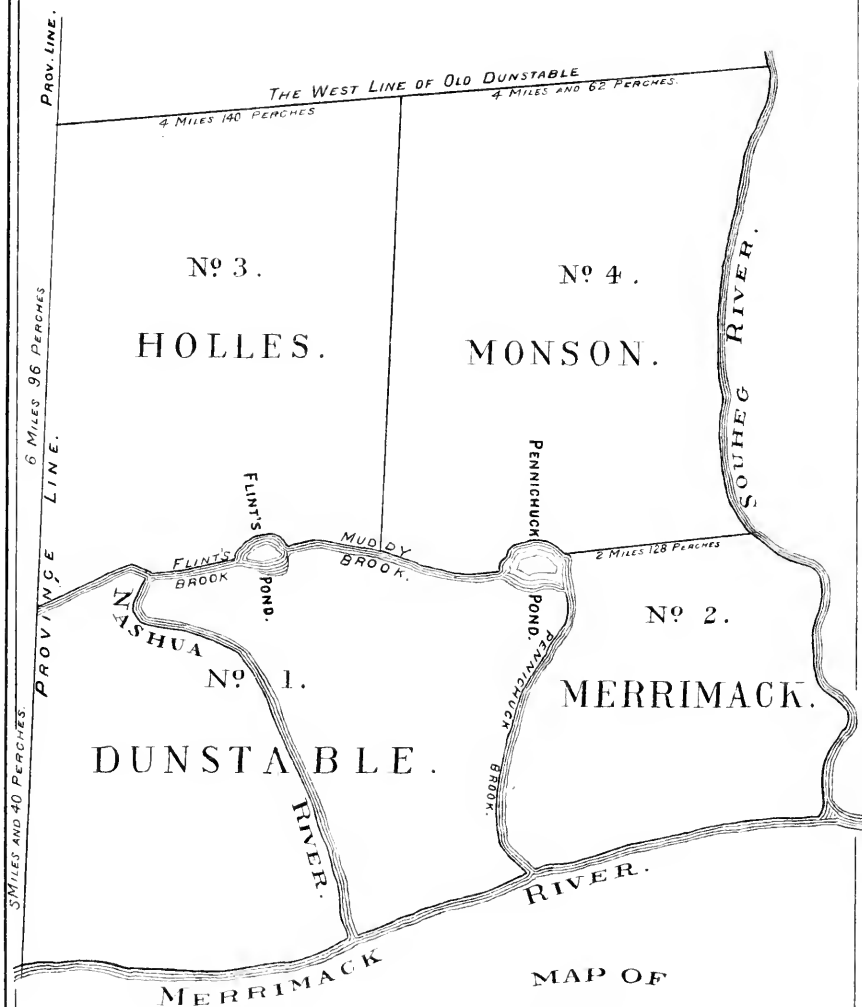 PROV. LINE.
THE WEST LINE OF OLD DUNSTABLE
4 MILES 140 PERCHES
4 MILES AND 62 PERCHES.
Nº 3.
HOLLES.
Nº 4.
MONSON.
SOUHEG RIVER.
6 MILES 96 PERCHES
PROVINCE LINE.
FLINT'S POND.
PENNICHUCK POND.
FLINT'S
BROOK
MUDDY
BROOK.
2 MILES 128 PERCHES
NASHUA RIVER.
Nº 1.
DUNSTABLE.
Nº 2.
MERRIMACK.
PENNICHUCK BROOK.
5 MILES AND 40 PERCHES.
MERRIMACK RIVER.
MAP OF